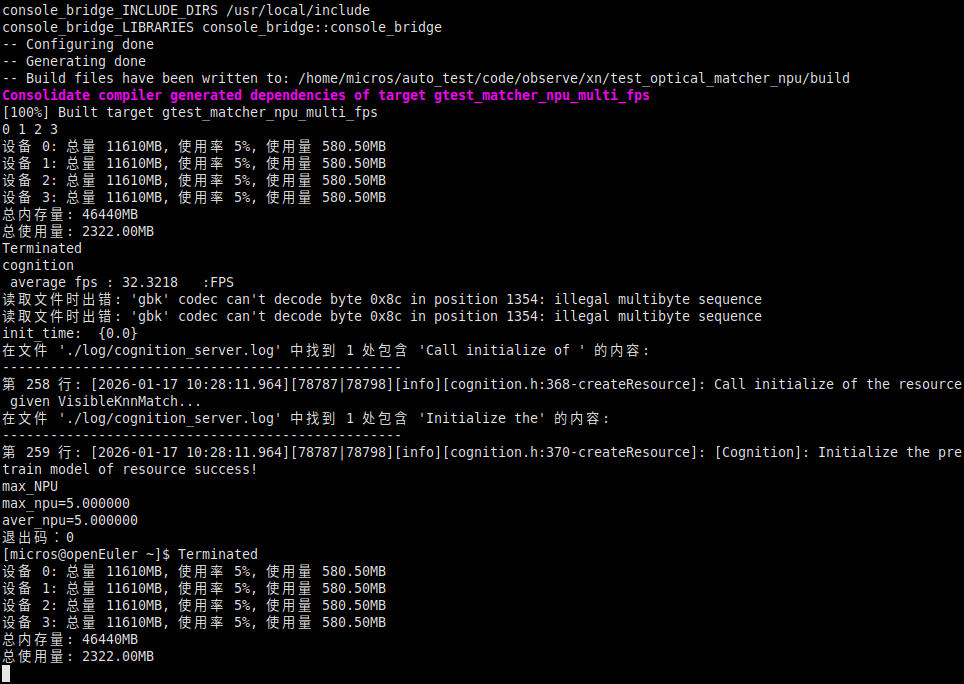 console_bridge_INCLUDE_DIRS /usr/local/include
console_bridge_LIBRARIES console_bridge::console_bridge
-- Configuring done
-- Generating done
-- Build files have been written to: /home/micros/auto_test/code/observe/xn/test_optical_matcher_npu/build
Consolidate compiler generated dependencies of target gtest_matcher_npu_multi_fps
[100%] Built target gtest_matcher_npu_multi_fps
0 1 2 3
设备 0: 总量 11610MB, 使用率 5%, 使用量 580.50MB
设备 1: 总量 11610MB, 使用率 5%, 使用量 580.50MB
设备 2: 总量 11610MB, 使用率 5%, 使用量 580.50MB
设备 3: 总量 11610MB, 使用率 5%, 使用量 580.50MB
总内存量: 46440MB
总使用量: 2322.00MB
Terminated
cognition
 average fps : 32.3218   :FPS
读取文件时出错: 'gbk' codec can't decode byte 0x8c in position 1354: illegal multibyte sequence
读取文件时出错: 'gbk' codec can't decode byte 0x8c in position 1354: illegal multibyte sequence
init_time:  {0.0}
在文件 './log/cognition_server.log' 中找到 1 处包含 'Call initialize of ' 的内容:
--------------------------------------------------
第 258 行: [2026-01-17 10:28:11.964][78787|78798][info][cognition.h:368-createResource]: Call initialize of the resource
 given VisibleKnnMatch...
在文件 './log/cognition_server.log' 中找到 1 处包含 'Initialize the' 的内容:
--------------------------------------------------
第 259 行: [2026-01-17 10:28:11.964][78787|78798][info][cognition.h:370-createResource]: [Cognition]: Initialize the pre
train model of resource success!
max_NPU
max_npu=5.000000
aver_npu=5.000000
退出码：0
[micros@openEuler ~]$ Terminated
设备 0: 总量 11610MB, 使用率 5%, 使用量 580.50MB
设备 1: 总量 11610MB, 使用率 5%, 使用量 580.50MB
设备 2: 总量 11610MB, 使用率 5%, 使用量 580.50MB
设备 3: 总量 11610MB, 使用率 5%, 使用量 580.50MB
总内存量: 46440MB
总使用量: 2322.00MB